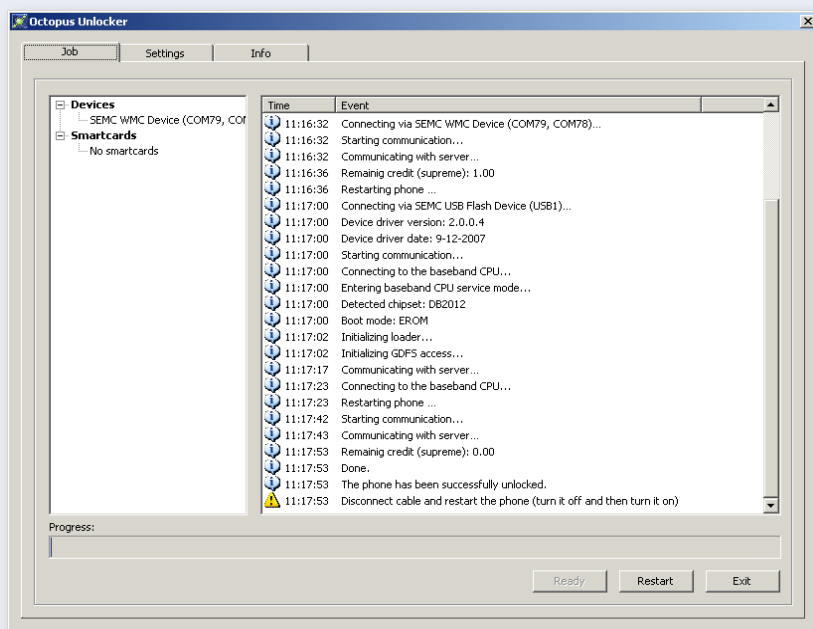 Octopus Unlocker
Job Settings Info
Devices
SEMC WMC Device (COM79, CO
Smartcards
No smartcards
Time Event
11:16:32 Connecting via SEMC WMC Device (COM79, COM78)...
11:16:32 Starting communication...
11:16:32 Communicating with server...
11:16:36 Remainig credit (supreme): 1.00
11:16:36 Restarting phone ...
11:17:00 Connecting via SEMC USB Flash Device (USB1)...
11:17:00 Device driver version: 2.0.0.4
11:17:00 Device driver date: 9-12-2007
11:17:00 Starting communication...
11:17:00 Connecting to the baseband CPU...
11:17:00 Entering baseband CPU service mode...
11:17:00 Detected chipset: DB2012
11:17:00 Boot mode: EROM
11:17:02 Initializing loader...
11:17:02 Initializing GDFS access...
11:17:17 Communicating with server...
11:17:23 Connecting to the baseband CPU...
11:17:23 Restarting phone ...
11:17:42 Starting communication...
11:17:43 Communicating with server...
11:17:53 Remainig credit (supreme): 0.00
11:17:53 Done.
11:17:53 The phone has been successfully unlocked.
11:17:53 Disconnect cable and restart the phone (turn it off and then turn it on)
Progress:
Ready Restart Exit